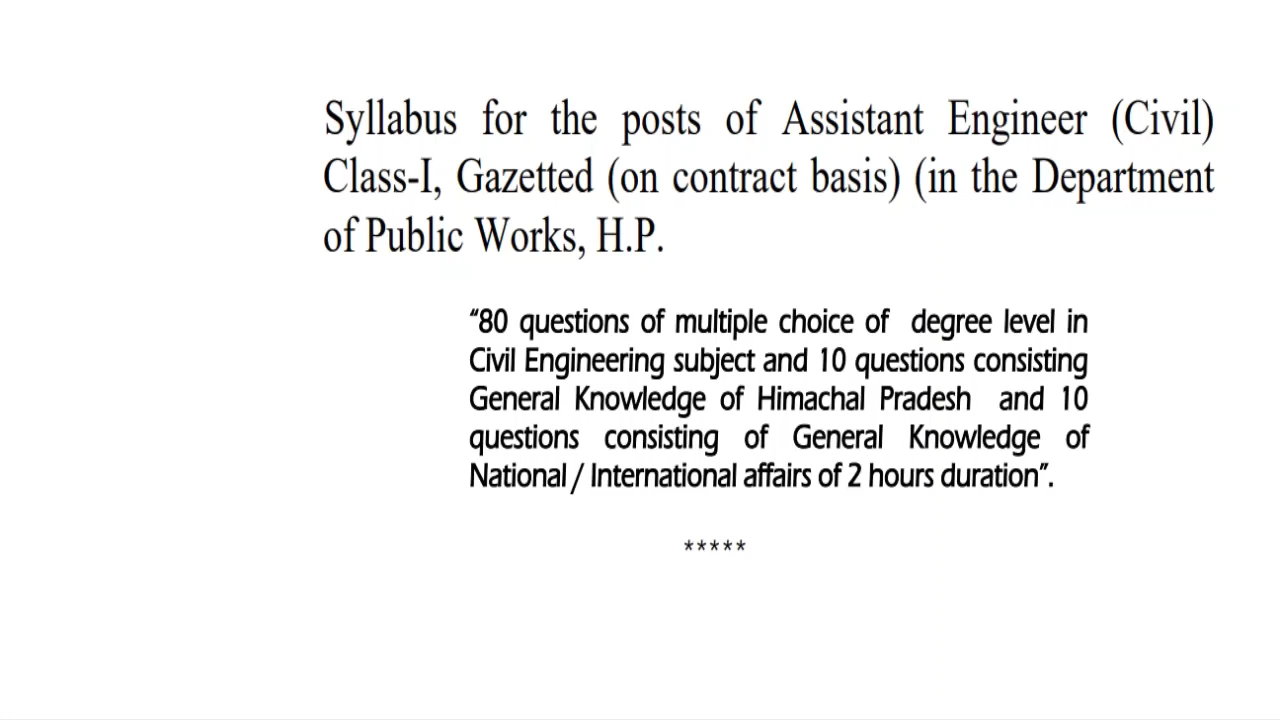 Syllabus for the posts of Assistant Engineer (Civil)
Class-I, Gazetted (on contract basis) (in the Department
of Public Works, H.P.
“80 questions of multiple choice of degree level in
Civil Engineering subject and 10 questions consisting
General Knowledge of Himachal Pradesh and 10
questions consisting of General Knowledge of
National / International affairs of 2 hours duration”.
*****